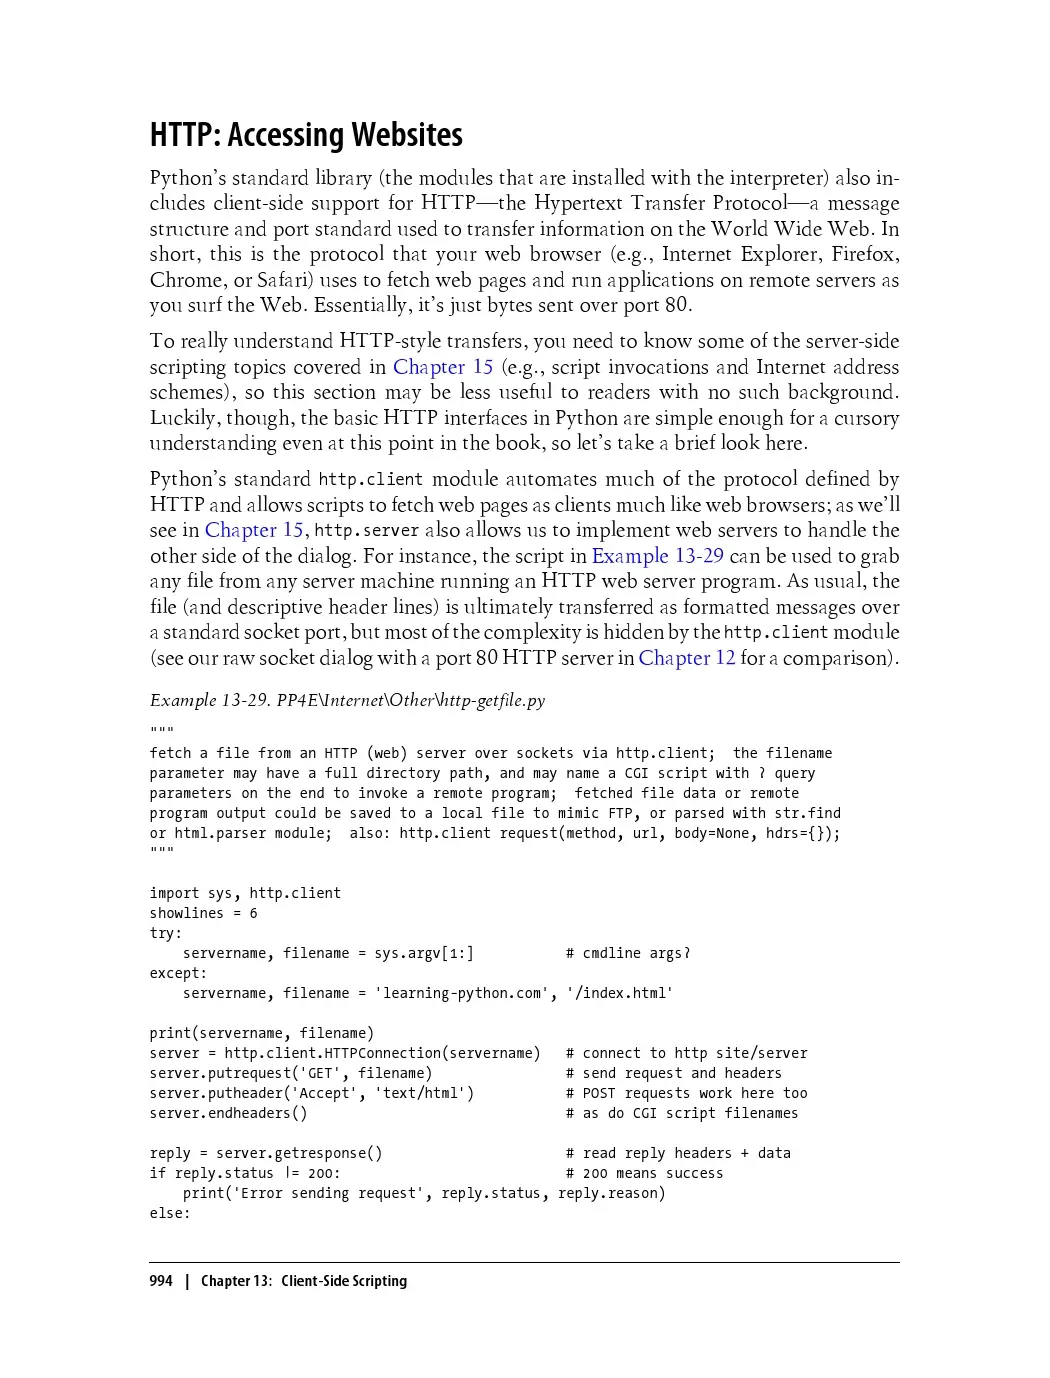 HTTP: Accessing Websites
Python's standard library (the modules that are installed with the interpreter) also in-
cludes client-side support for HTTP—the Hypertext Transfer Protocol—a message
structure and port standard used to transfer information on the World Wide Web. In
short, this is the protocol that your web browser (e.g., Internet Explorer, Firefox,
Chrome, or Safari) uses to fetch web pages and run applications on remote servers as
you surf the Web. Essentially, it's just bytes sent over port 80.
To really understand HTTP-style transfers, you need to know some of the server-side
scripting topics covered in Chapter 15 (e.g., script invocations and Internet address
schemes), so this section may be less useful to readers with no such background.
Luckily, though, the basic HTTP interfaces in Python are simple enough for a cursory
understanding even at this point in the book, so let's take a brief look here.
Python's standard http.client module automates much of the protocol defined by
HTTP and allows scripts to fetch web pages as clients much like web browsers; as we'll
see in Chapter 15, http.server also allows us to implement web servers to handle the
other side of the dialog. For instance, the script in Example 13-29 can be used to grab
any file from any server machine running an HTTP web server program. As usual, the
file (and descriptive header lines) is ultimately transferred as formatted messages over
a standard socket port, but most of the complexity is hidden by the http.client module
(see our raw socket dialog with a port 80 HTTP server in Chapter 12 for a comparison).
Example 13-29. PP4E\Internet\Other\http-getfile.py
"""
fetch a file from an HTTP (web) server over sockets via http.client;  the filename
parameter may have a full directory path, and may name a CGI script with ? query
parameters on the end to invoke a remote program;  fetched file data or remote
program output could be saved to a local file to mimic FTP, or parsed with str.find
or html.parser module;  also: http.client request(method, url, body=None, hdrs={});
"""
import sys, http.client
showlines = 6
try:
    servername, filename = sys.argv[1:]           # cmdline args?
except:
    servername, filename = 'learning-python.com', '/index.html'
print(servername, filename)
server = http.client.HTTPConnection(servername)   # connect to http site/server
server.putrequest('GET', filename)                # send request and headers
server.putheader('Accept', 'text/html')           # POST requests work here too
server.endheaders()                               # as do CGI script filenames
reply = server.getresponse()                      # read reply headers + data
if reply.status != 200:                           # 200 means success
    print('Error sending request', reply.status, reply.reason)
else:
994 | Chapter 13: Client-Side Scripting